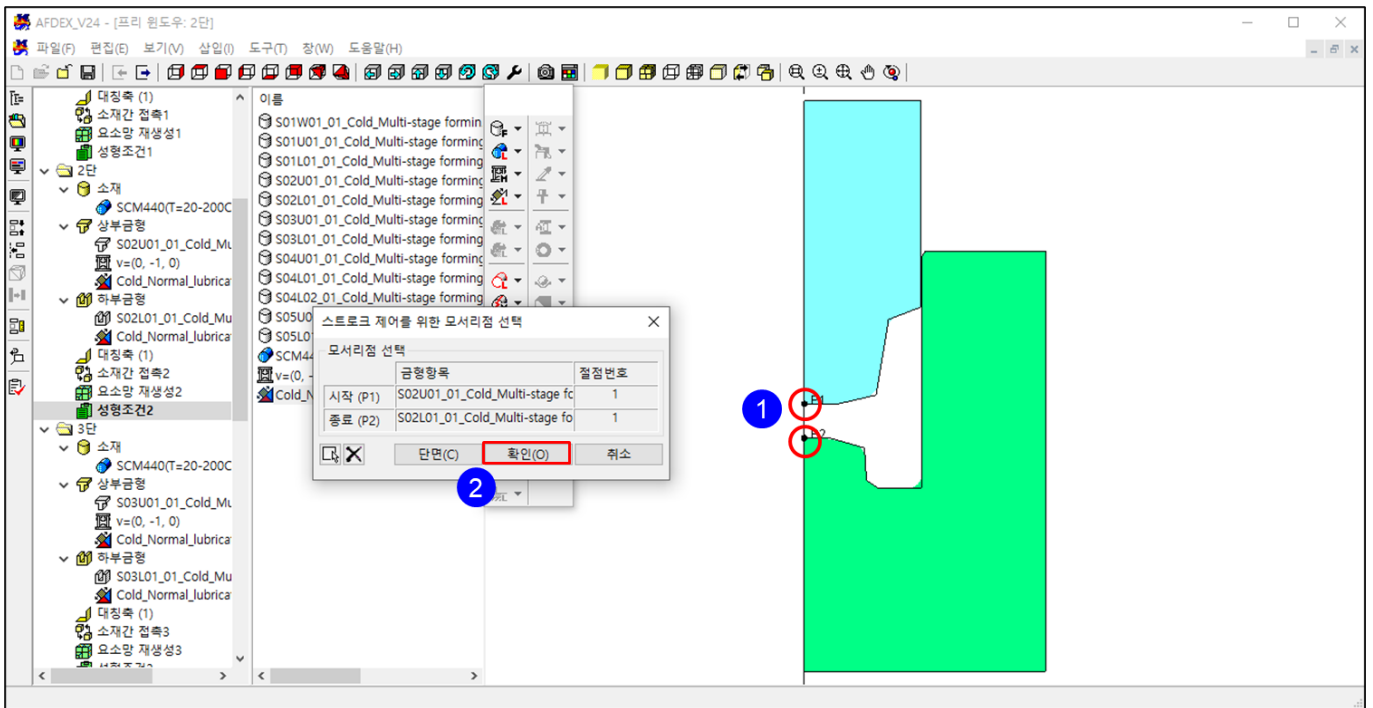 AFDEX_V24 - [프리 윈도우: 2단]
파일(F) 편집(E) 보기(V) 삽입(I) 도구(T) 창(W) 도움말(H)
대칭축 (1)
소재간 접촉1
요소망 재생성1
성형조건1
2단
소재
SCM440(T=20-200C
상부금형
S02U01_01_Cold_Mu
v=(0, -1, 0)
Cold_Normal_lubrica
하부금형
S02L01_01_Cold_Mu
Cold_Normal_lubrica
대칭축 (1)
소재간 접촉2
요소망 재생성2
성형조건2
3단
소재
SCM440(T=20-200C
상부금형
S03U01_01_Cold_Mu
v=(0, -1, 0)
Cold_Normal_lubrica
하부금형
S03L01_01_Cold_Mu
Cold_Normal_lubrica
대칭축 (1)
소재간 접촉3
요소망 재생성3
이름
S01W01_01_Cold_Multi-stage formin
S01U01_01_Cold_Multi-stage forming
S01L01_01_Cold_Multi-stage forming
S02U01_01_Cold_Multi-stage forming
S02L01_01_Cold_Multi-stage forming
S03U01_01_Cold_Multi-stage forming
S03L01_01_Cold_Multi-stage forming
S04U01_01_Cold_Multi-stage forming
S04L01_01_Cold_Multi-stage forming
S04L02_01_Cold_Multi-stage forming
S05U0
S05L01
SCM44
v=(0, -
Cold_N
스트로크 제어를 위한 모서리점 선택
모서리점 선택
금형항목 절점번호
시작 (P1) S02U01_01_Cold_Multi-stage fc 1
종료 (P2) S02L01_01_Cold_Multi-stage fo 1
단면(C) 확인(O) 취소
2
1
P1
P2